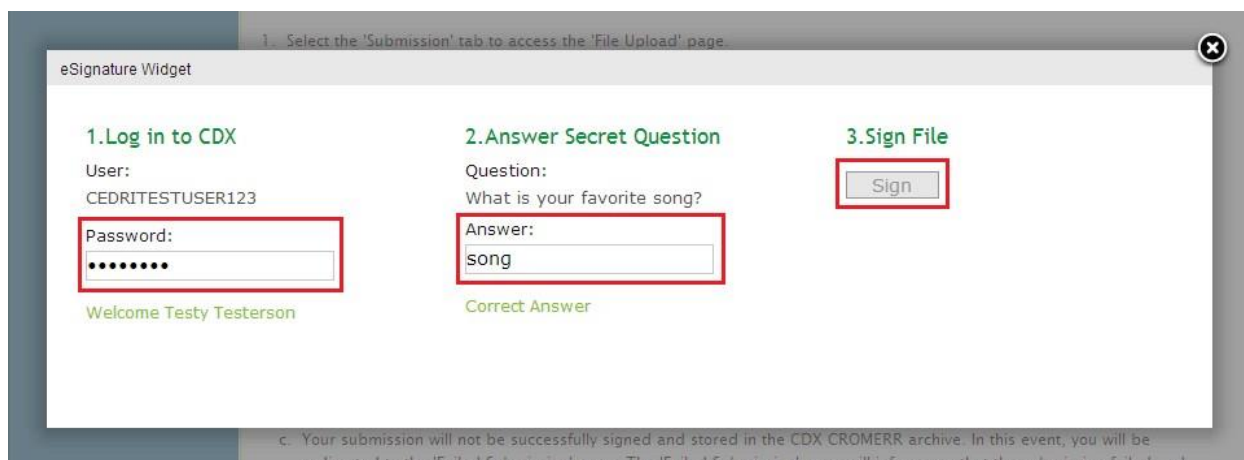 1. Select the 'Submission' tab to access the 'File Upload' page.
eSignature Widget
1.Log in to CDX
User:
CEDRITESTUSER123
Password:
••••••••
Welcome Testy Testerson
2.Answer Secret Question
Question:
What is your favorite song?
Answer:
song
Correct Answer
3.Sign File
Sign
c. Your submission will not be successfully signed and stored in the CDX CROMERR archive. In this event, you will be